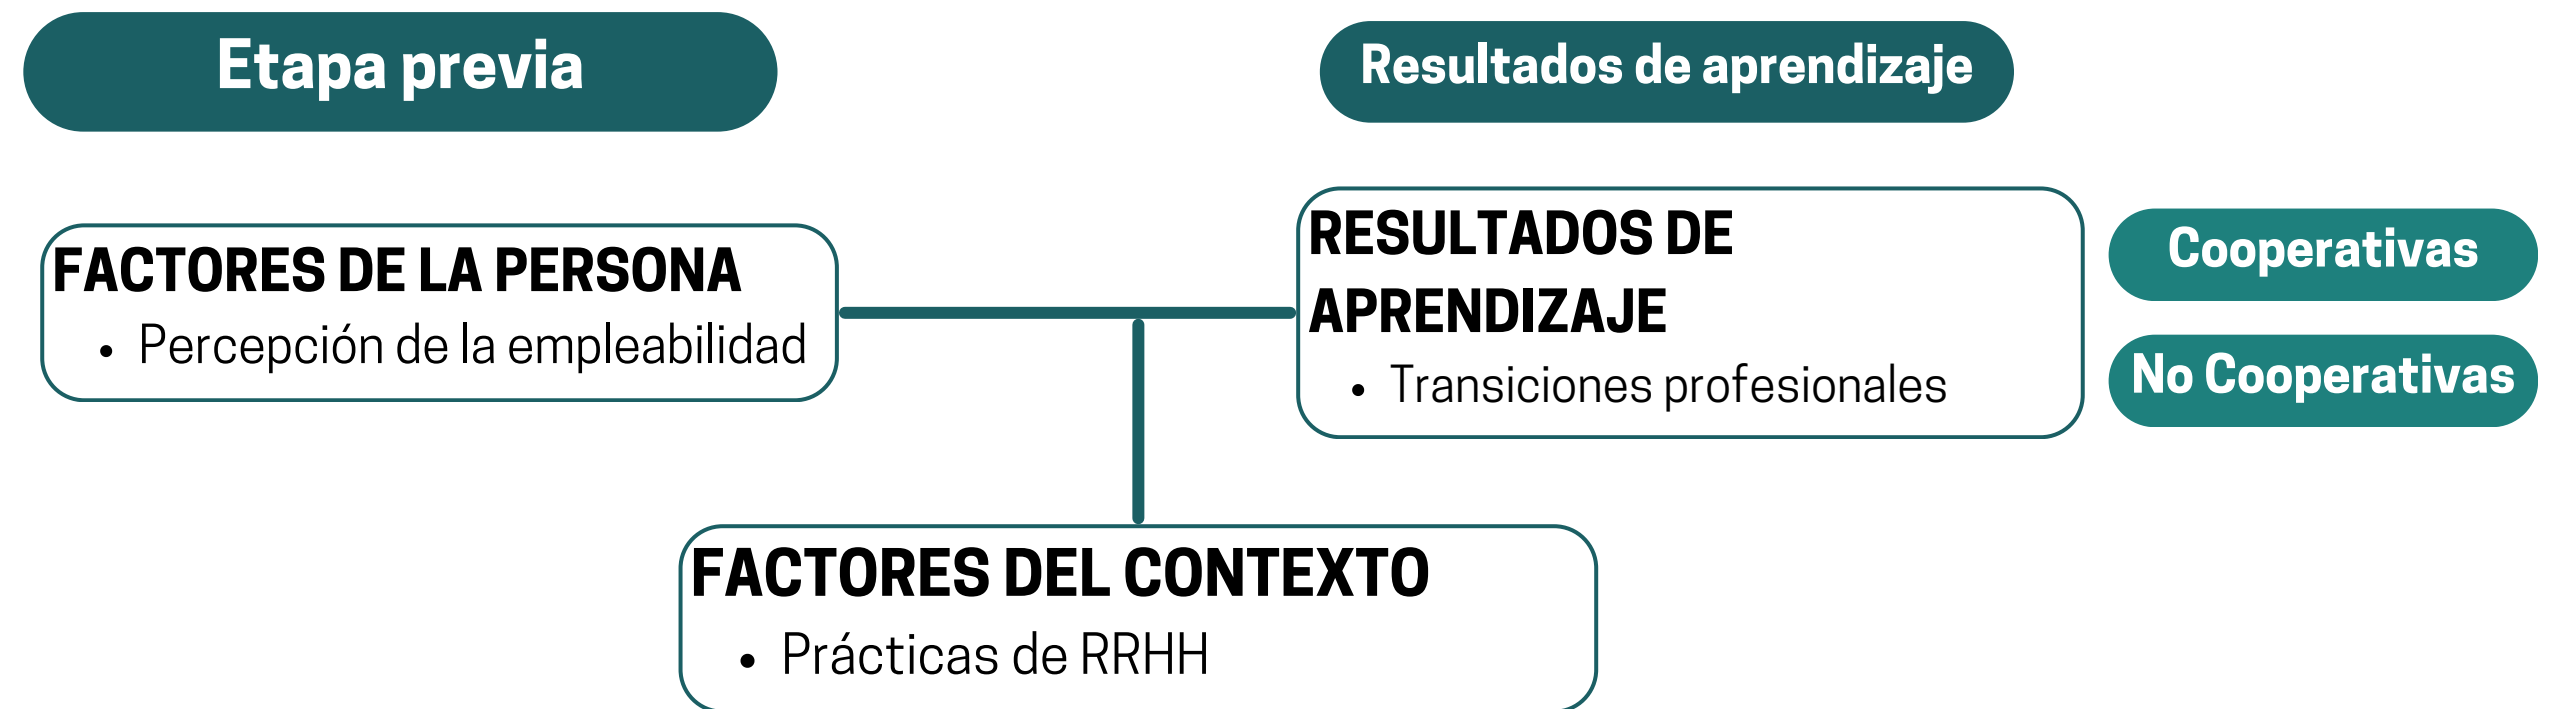 Etapa previa
Resultados de aprendizaje
FACTORES DE LA PERSONA
• Percepción de la empleabilidad
RESULTADOS DE
APRENDIZAJE
• Transiciones profesionales
Cooperativas
No Cooperativas
FACTORES DEL CONTEXTO
• Prácticas de RRHH